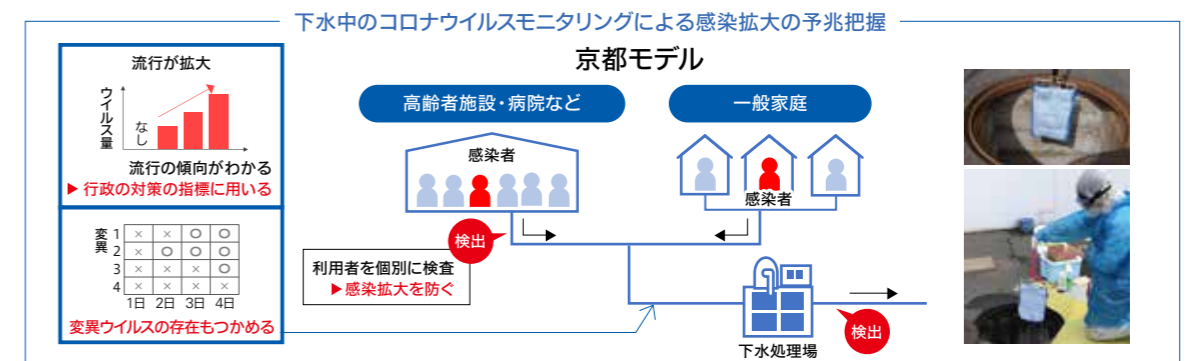 下水中のコロナウイルスモニタリングによる感染拡大の予兆把握
京都モデル
流行が拡大
ウイルス量
なし
流行の傾向がわかる
▶ 行政の対策の指標に用いる
変異
1 × × ○ ○
2 × ○ ○ ○
3 × × × ○
4 × × × ×
1日 2日 3日 4日
変異ウイルスの存在もつかめる
高齢者施設・病院など
感染者
検出
利用者を個別に検査
▶ 感染拡大を防ぐ
一般家庭
感染者
下水処理場
検出